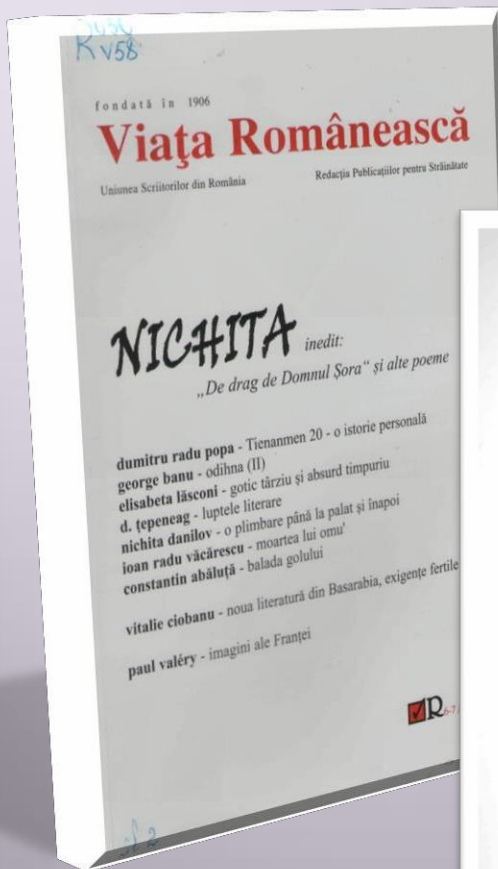 R V58
fondată în 1906
Viaţa Românească
Uniunea Scriitorilor din România
Redacţia Publicaţiilor pentru Străinătate
NICHITA inedit:
„De drag de Domnul Şora“ şi alte poeme
dumitru radu popa - Tienanmen 20 - o istorie personală
george banu - odihna (II)
elisabeta lăsconi - gotic târziu şi absurd timpuriu
d. ţepeneag - luptele literare
nichita danilov - o plimbare până la palat şi înapoi
ioan radu văcărescu - moartea lui omu'
constantin abăluţă - balada golului
vitalie ciobanu - noua literatură din Basarabia, exigenţe fertile
paul valéry - imagini ale Franţei
R 6-7